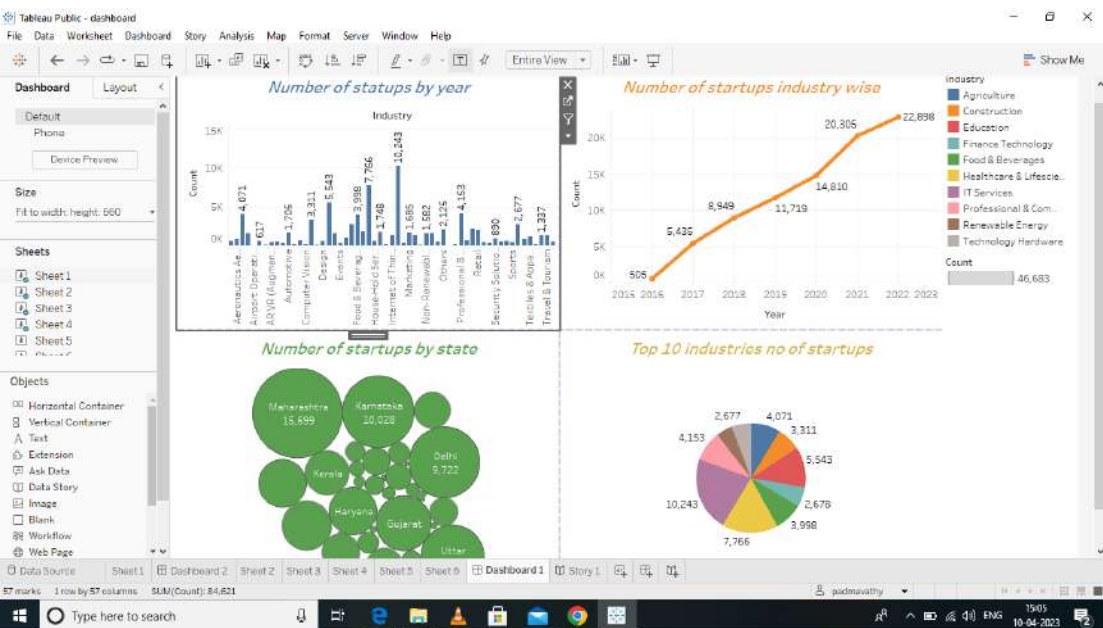 Tableau Public - dashboard
File Data Worksheet Dashboard Story Analysis Map Format Server Window Help
Entire View
Show Me
Dashboard Layout
Default
Phone
Device Preview
Size
Fit to width: height: 660
Sheets
Sheet 1
Sheet 2
Sheet 3
Sheet 4
Sheet 5
Objects
Horizontal Container
Vertical Container
Text
Extension
Ask Data
Data Story
Image
Blank
Workflow
Web Page
Number of statups by year
Industry
Count
15K
10K
5K
0K
4,071
617
1,706
3,311
5,543
3,998
7,766
1,748
10,243
1,685
1,582
2,126
4,153
890
2,677
1,337
Aeronautics Ae..
Airport Operati..
AR VR (Augmen..
Automotive
Computer Vision
Design
Events
Food & Beverag..
House-Hold Ser..
Internet of Thin..
Marketing
Non-Renewabl..
Others
Professional &..
Retail
Security Solutio..
Sports
Textiles & Appa..
Travel & Tourism
Number of startups industry wise
Count
20K
15K
10K
5K
0K
505
5,435
8,949
11,719
14,810
20,305
22,898
2015 2016 2017 2018 2019 2020 2021 2022 2023
Year
Industry
Agriculture
Construction
Education
Finance Technology
Food & Beverages
Healthcare & Lifescie..
IT Services
Professional & Com..
Renewable Energy
Technology Hardware
Count
46,683
Number of startups by state
Maharashtra
15,699
Karnataka
10,028
Delhi
9,722
Kerala
Haryana
Gujarat
Uttar
Top 10 industries no of startups
2,677
4,071
3,311
4,153
5,543
10,243
2,678
3,998
7,766
Data Source Sheet 1 Dashboard 2 Sheet 2 Sheet 3 Sheet 4 Sheet 5 Sheet 6 Dashboard 1 Story 1
57 marks 1 row by 57 columns SUM(Count): 84,621
padmavathy
Type here to search
ENG
15:05
10-04-2023